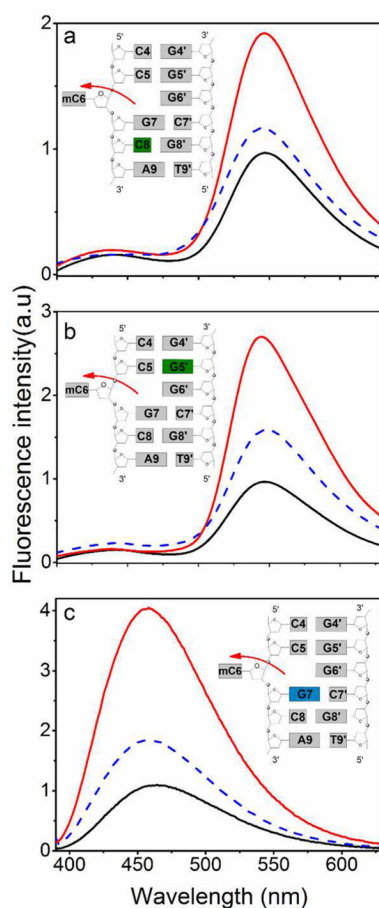 Fluorescence intensity(a.u)
2
a
5' 3'
C4 G4'
C5 G5'
G6'
mC6
G7 C7'
1
C8 G8'
A9 T9'
3' 5'
0
3
b
5' 3'
C4 G4'
2
C5 G5'
mC6 G6'
G7 C7'
C8 G8'
1
A9 T9'
3' 5'
0
c
4
5' 3'
C4 G4'
C5 G5'
3
G6'
mC6
G7 C7'
2
C8 G8'
A9 T9'
3' 5'
1
0
400 450 500 550 600
Wavelength (nm)